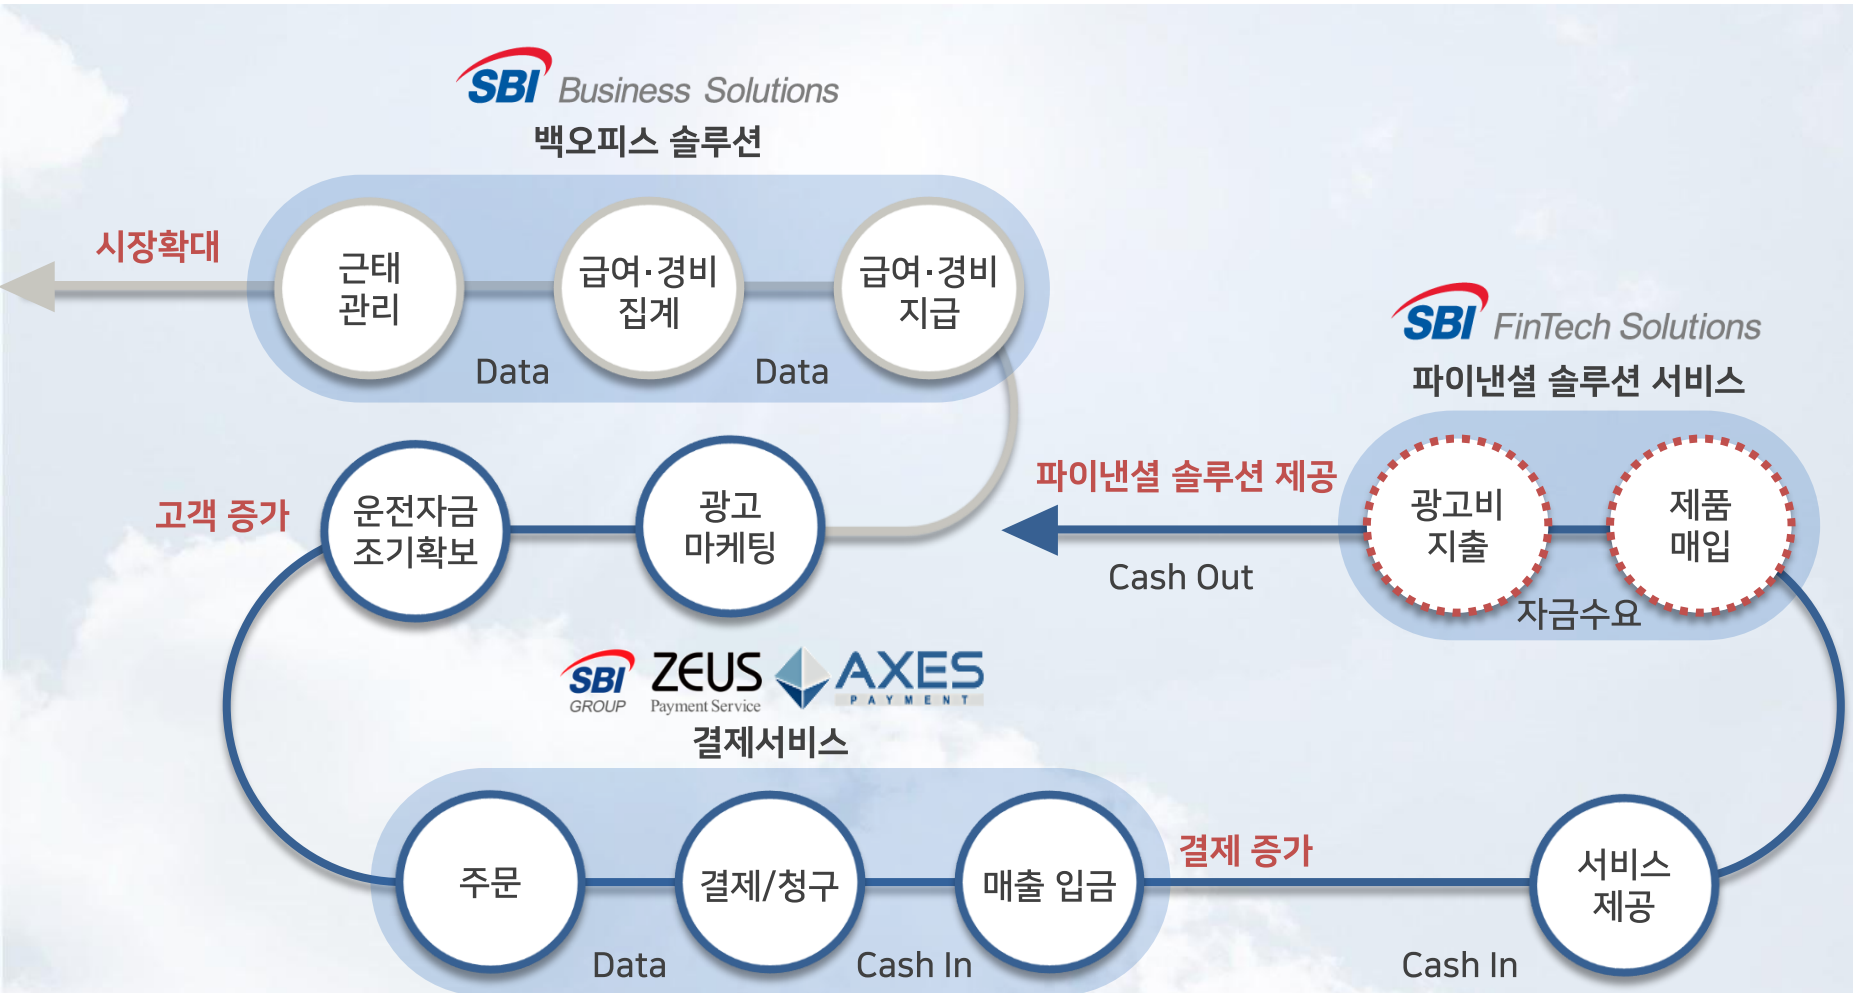 SBI Business Solutions
백오피스 솔루션
시장확대
근태
관리
급여·경비
집계
급여·경비
지급
Data
Data
SBI FinTech Solutions
파이낸셜 솔루션 서비스
고객 증가
운전자금
조기확보
광고
마케팅
파이낸셜 솔루션 제공
Cash Out
광고비
지출
제품
매입
자금수요
SBI GROUP
ZEUS
Payment Service
AXES
PAYMENT
결제서비스
주문
결제/청구
매출 입금
결제 증가
서비스
제공
Data
Cash In
Cash In